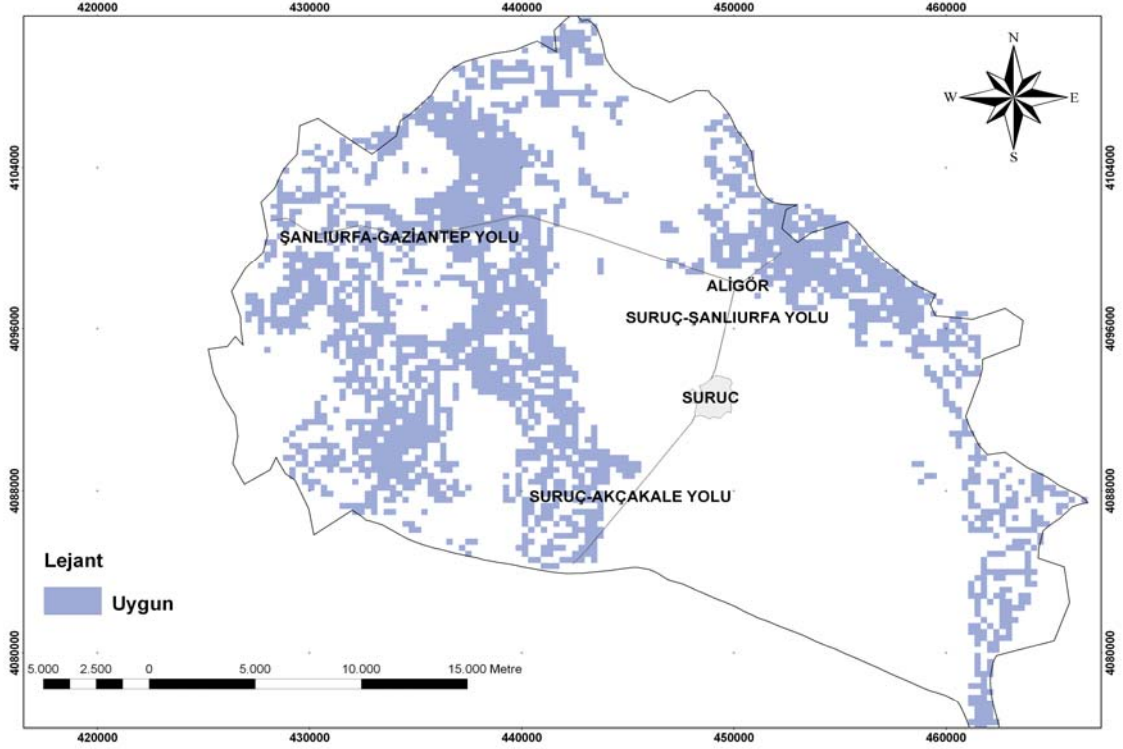 420000 430000 440000 450000 460000
N
W E
S
4104000 4104000
ŞANLIURFA-GAZİANTEP YOLU
ALİGÖR
SURUÇ-ŞANLIURFA YOLU
4096000 4096000
SURUC
4088000 4088000
SURUÇ-AKÇAKALE YOLU
Lejant
Uygun
4080000 4080000
5.000 2.500 0 5.000 10.000 15.000 Metre
420000 430000 440000 450000 460000